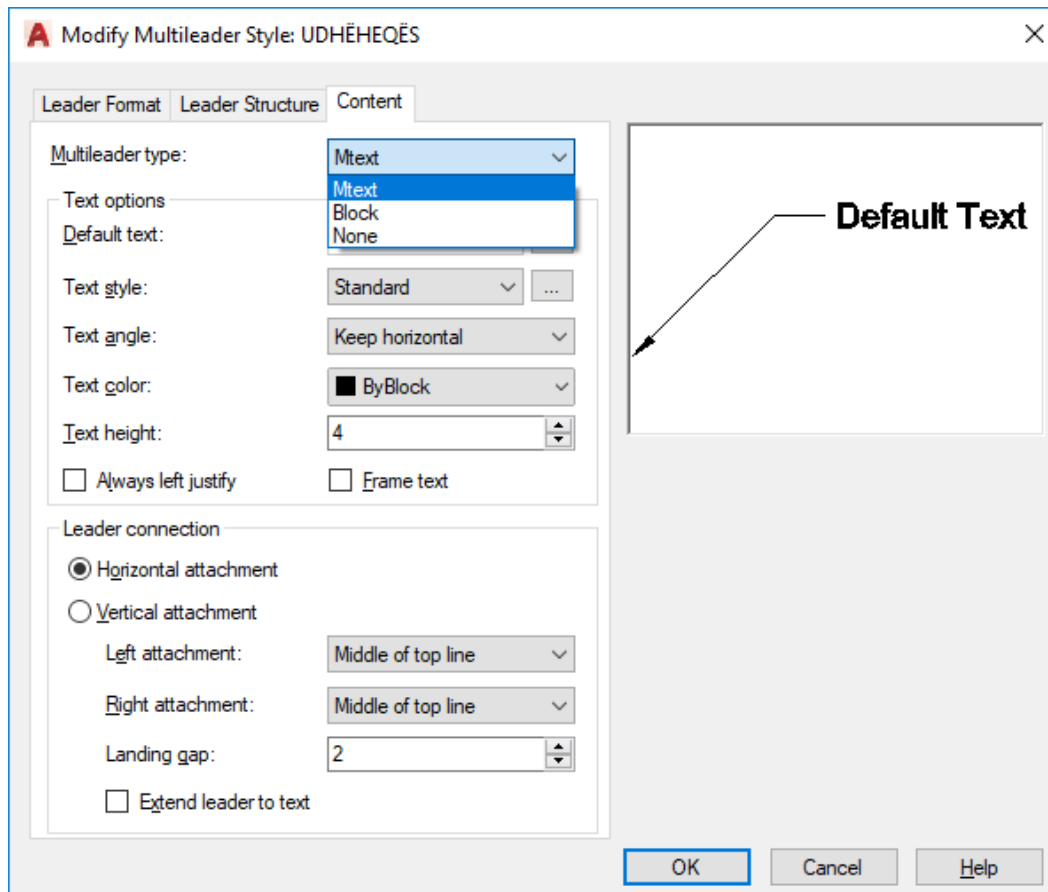 Modify Multileader Style: UDHËHEQËS
Leader Format Leader Structure Content
Multileader type: Mtext
Mtext
Block
None
Text options
Default text:
Text style: Standard ...
Text angle: Keep horizontal
Text color: ByBlock
Text height: 4
Always left justify Frame text
Leader connection
Horizontal attachment
Vertical attachment
Left attachment: Middle of top line
Right attachment: Middle of top line
Landing gap: 2
Extend leader to text
Default Text
OK Cancel Help